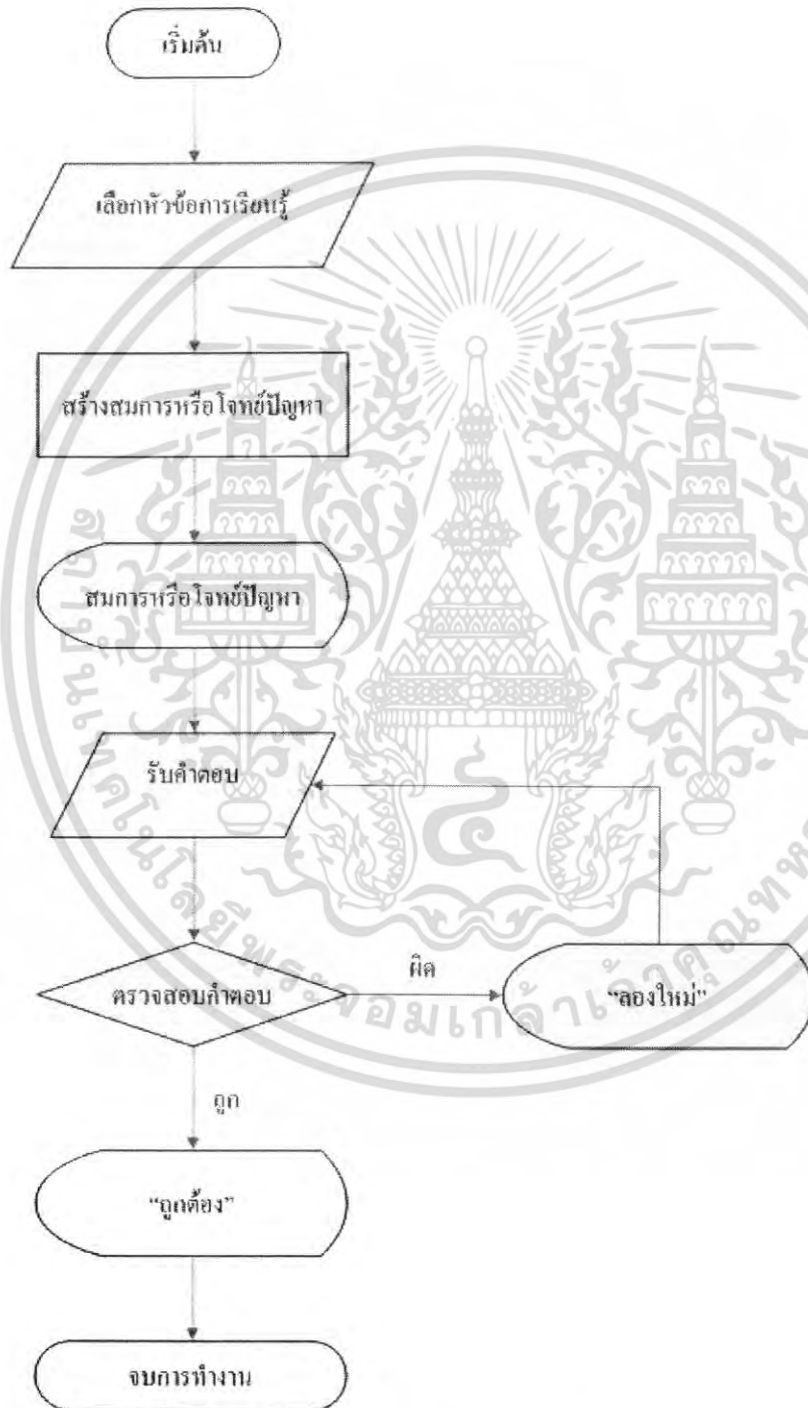 เริ่มต้น
เลือกหัวข้อการเรียนรู้
สร้างสมการหรือโจทย์ปัญหา
สมการหรือโจทย์ปัญหา
รับคำตอบ
ตรวจสอบคำตอบ
ผิด
“ลองใหม่”
ถูก
“ถูกต้อง”
จบการทำงาน